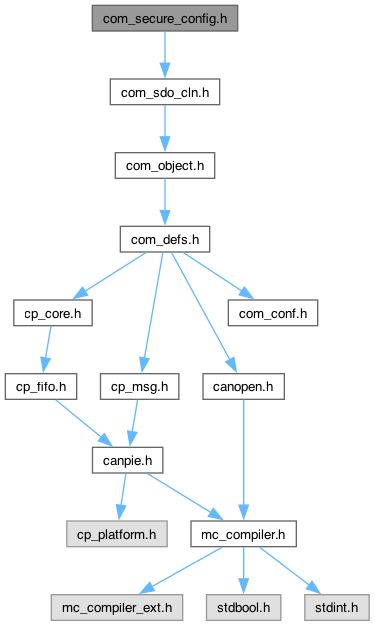 com_secure_config.h
com_sdo_cln.h
com_object.h
com_defs.h
cp_core.h
com_conf.h
cp_fifo.h
cp_msg.h
canopen.h
canpie.h
cp_platform.h
mc_compiler.h
mc_compiler_ext.h
stdbool.h
stdint.h